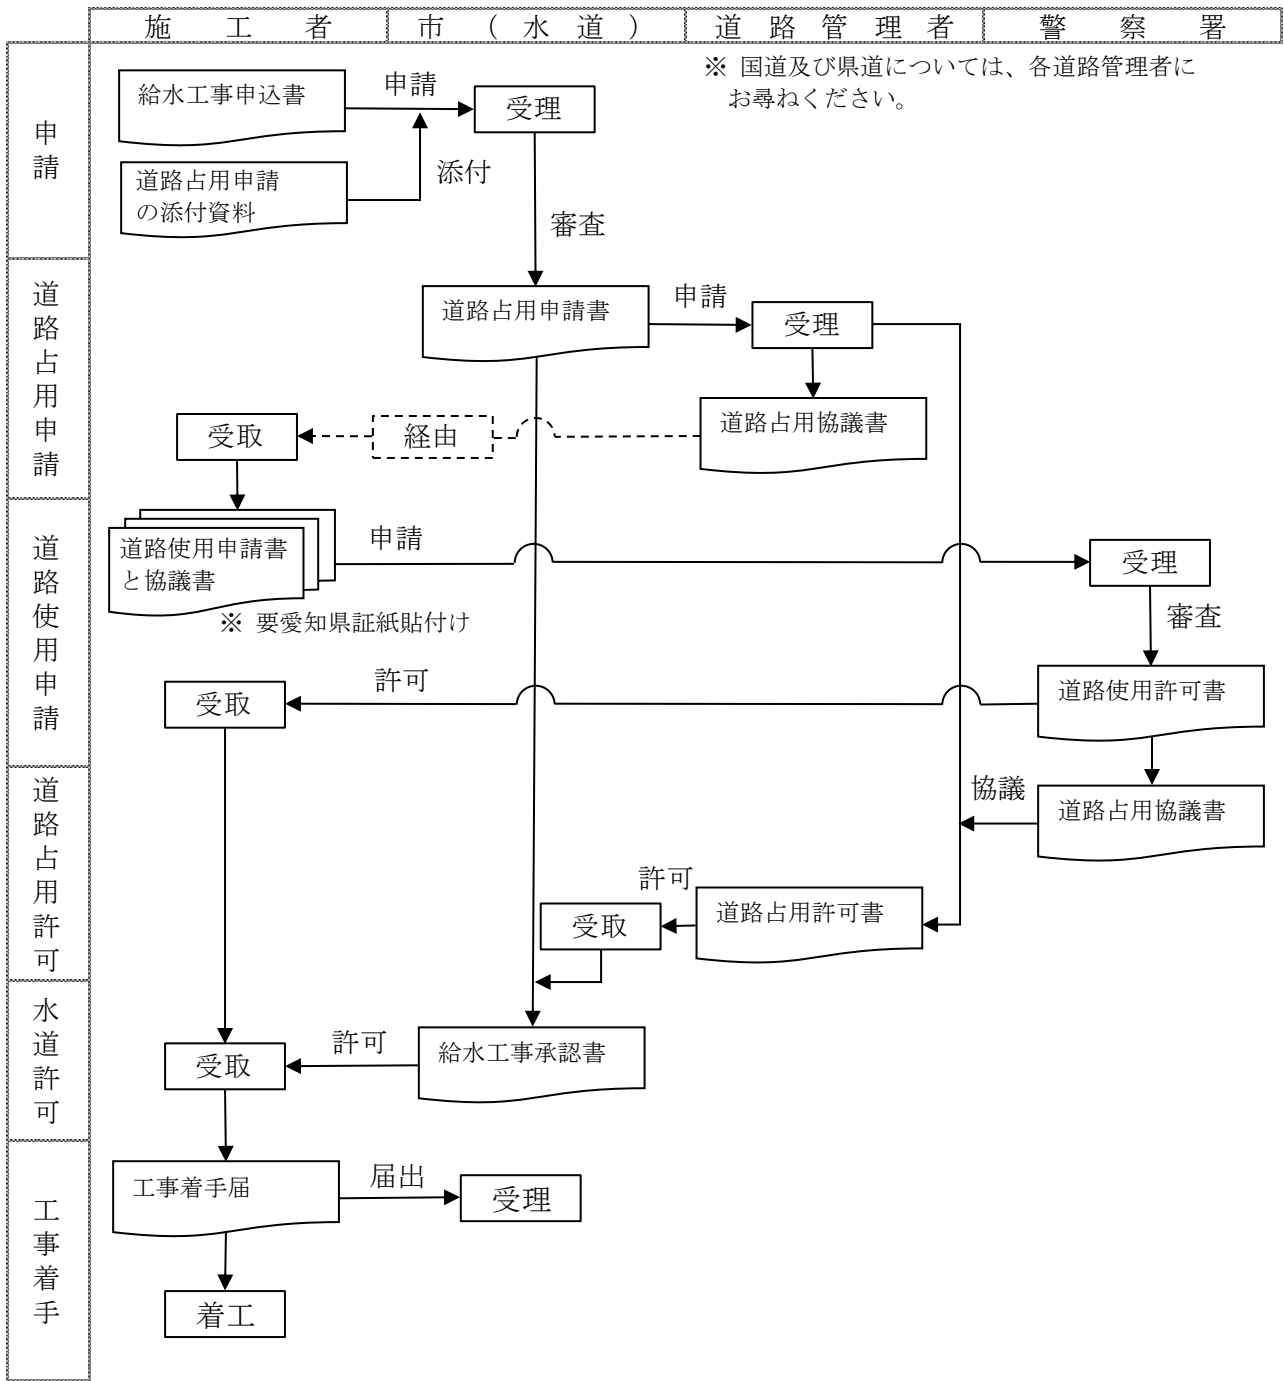 施工者
市(水道)
道路管理者
警察署
申請
※ 国道及び県道については、各道路管理者に
お尋ねください。
給水工事申込書
申請
受理
道路占用申請
の添付資料
添付
審査
道路占用申請
道路占用申請書
申請
受理
道路占用協議書
経由
受取
道路使用申請
道路使用申請書
と協議書
申請
受理
※ 要愛知県証紙貼付け
審査
道路使用許可書
許可
受取
道路占用許可
道路占用協議書
協議
道路占用許可書
許可
受取
水道許可
給水工事承認書
許可
受取
工事着手
工事着手届
届出
受理
着工